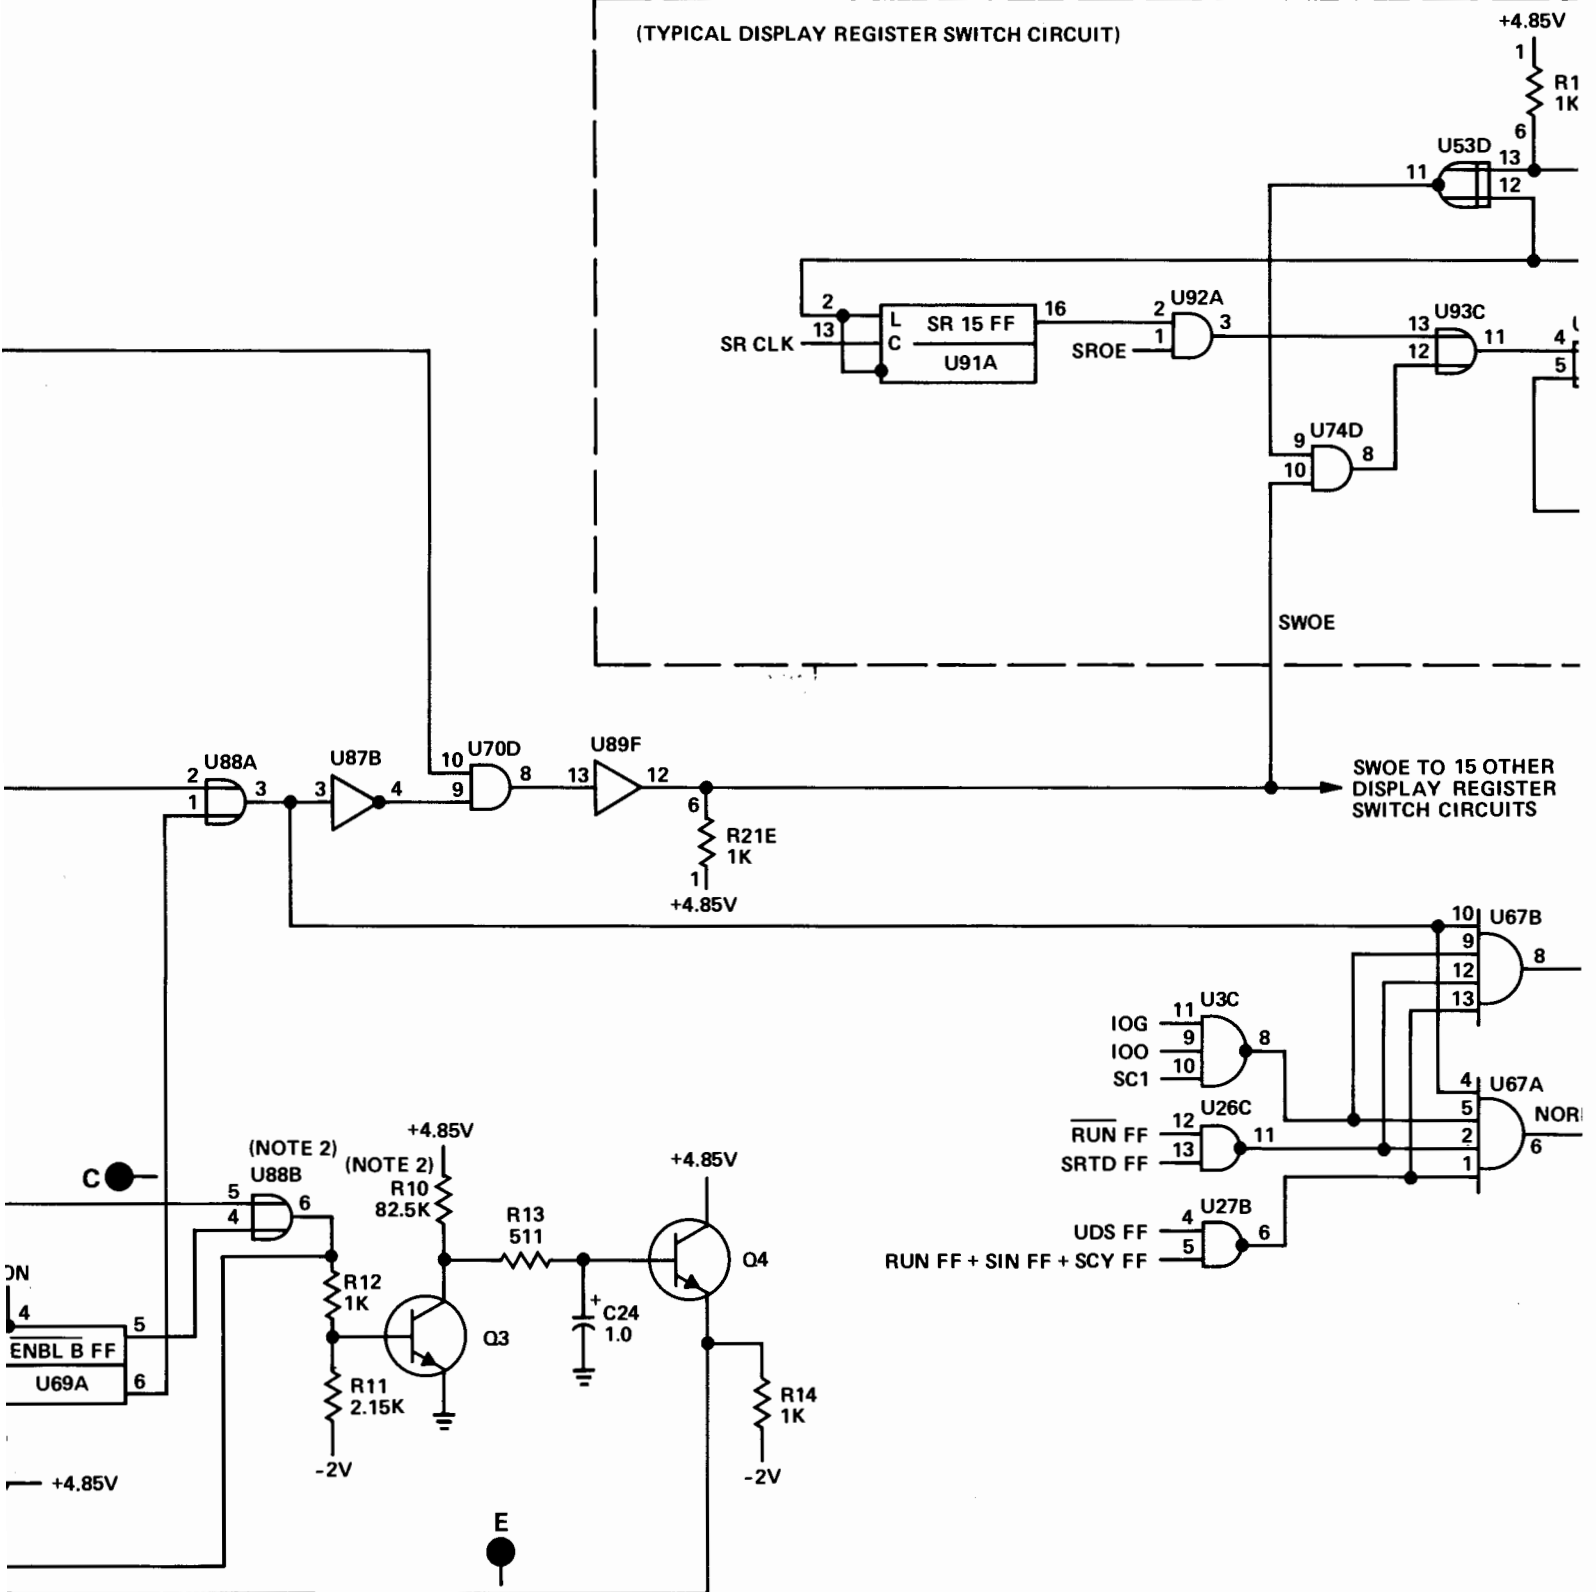 (TYPICAL DISPLAY REGISTER SWITCH CIRCUIT)
+4.85V
1
R1
1K
6
U53D
11
13
12
2
13
SR CLK
L
C
SR 15 FF
U91A
16
2
1
U92A
3
SROE
U93C
13
12
11
4
5
U74D
9
10
8
SWOE
U88A
2
1
3
U87B
3
4
10
9
U70D
8
U89F
13
12
6
R21E
1K
1
+4.85V
SWOE TO 15 OTHER
DISPLAY REGISTER
SWITCH CIRCUITS
10
9
12
13
U67B
8
IOG
IOO
SC1
11
9
10
U3C
8
4
5
2
1
U67A
NOR
6
R̅U̅N̅ FF
SRTD FF
12
13
U26C
11
UDS FF
RUN FF + SIN FF + SCY FF
4
5
U27B
6
C
(NOTE 2)
U88B
5
4
6
+4.85V
(NOTE 2)
R10
82.5K
R13
511
+4.85V
Q4
R12
1K
+
C24
1.0
Q3
R11
2.15K
-2V
R14
1K
-2V
ON
4
E̅N̅B̅L̅ B̅ FF
U69A
5
6
+4.85V
E